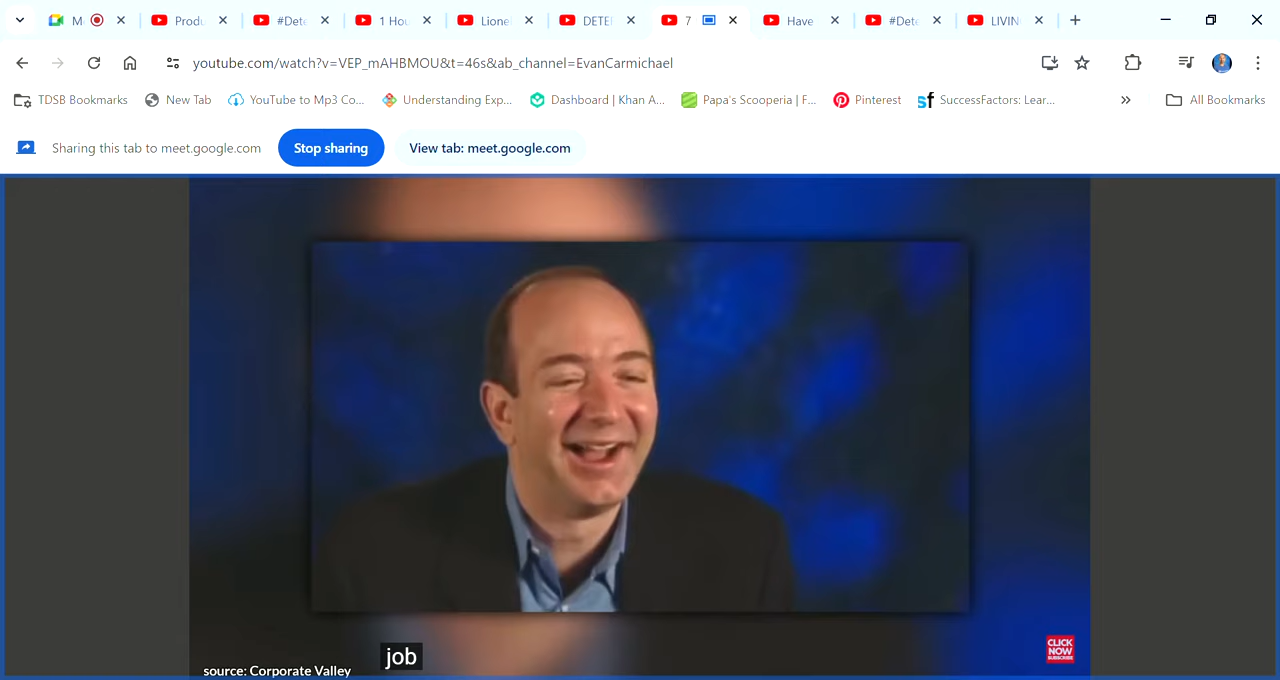 M
Produ
#Dete
1 Hou
Lione
DETE
7
Have
#Dete
LIVIN
youtube.com/watch?v=VEP_mAHBMOU&t=46s&ab_channel=EvanCarmichael
TDSB Bookmarks
New Tab
YouTube to Mp3 Co...
Understanding Exp...
Dashboard | Khan A...
Papa's Scooperia | F...
Pinterest
sf SuccessFactors: Lear...
All Bookmarks
Sharing this tab to meet.google.com
Stop sharing
View tab: meet.google.com
job
source: Corporate Valley
CLICK
NOW
SUBSCRIBE